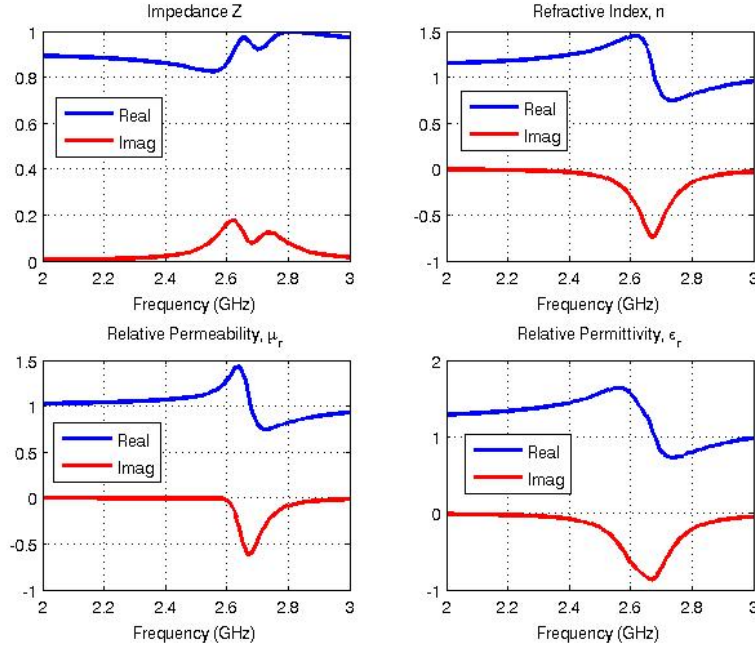 Impedance Z
1
0.8
0.6
0.4
0.2
0
Real
Imag
2 2.2 2.4 2.6 2.8 3
Frequency (GHz)
Refractive Index, n
1.5
1
0.5
0
-0.5
-1
Real
Imag
2 2.2 2.4 2.6 2.8 3
Frequency (GHz)
Relative Permeability, μr
1.5
1
0.5
0
-0.5
-1
Real
Imag
2 2.2 2.4 2.6 2.8 3
Frequency (GHz)
Relative Permittivity, εr
2
1
0
-1
Real
Imag
2 2.2 2.4 2.6 2.8 3
Frequency (GHz)